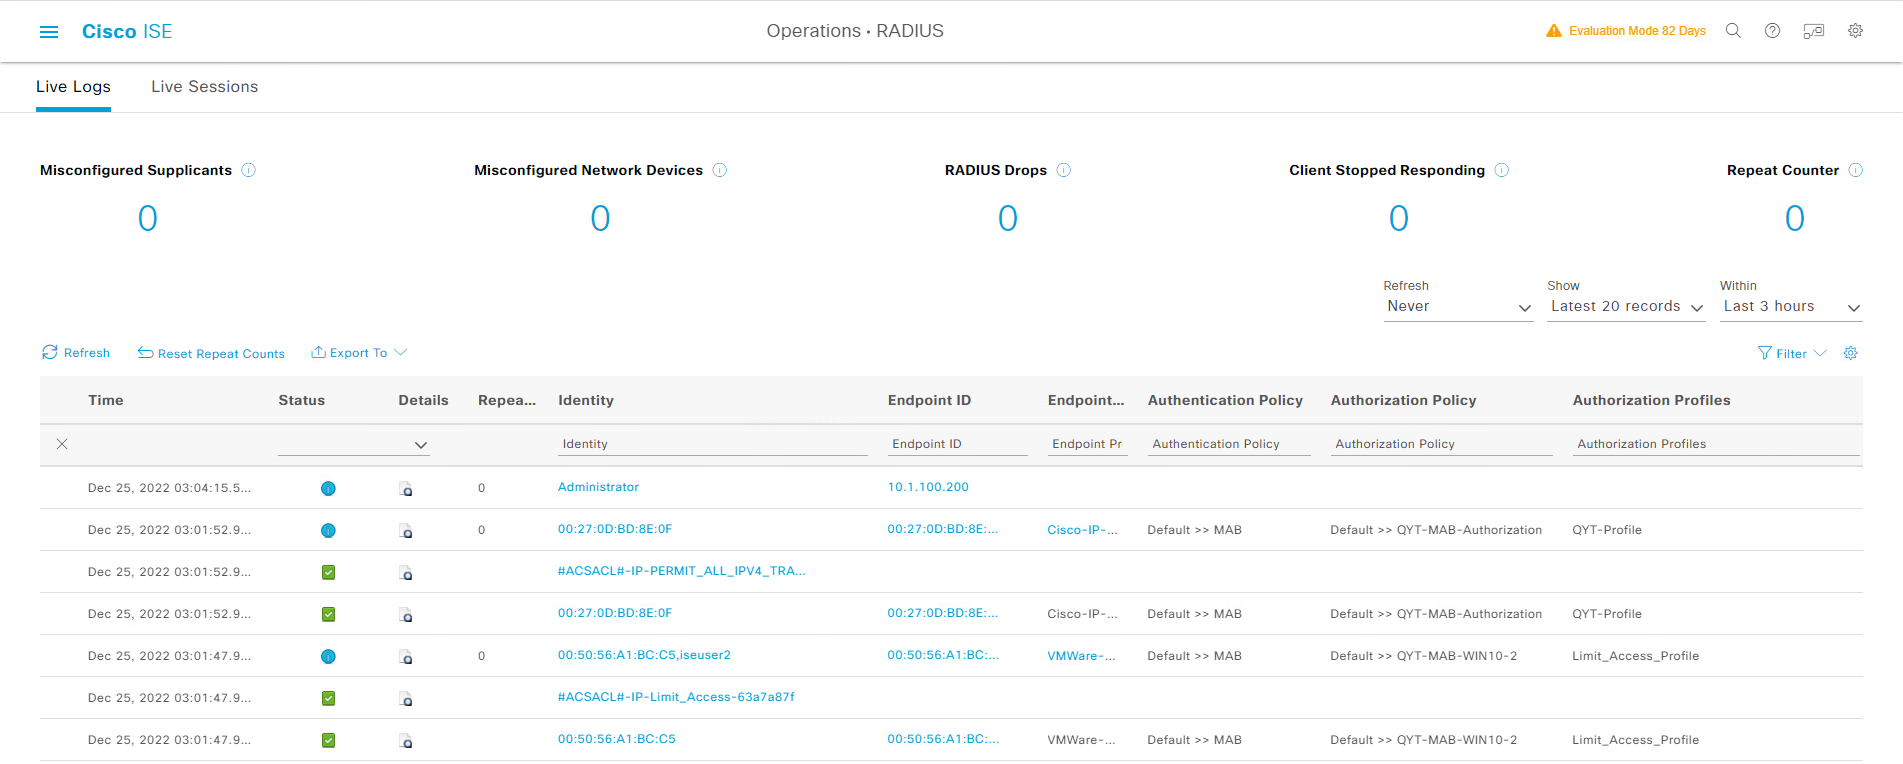 Cisco ISE
Operations · RADIUS
Evaluation Mode 82 Days
Live Logs Live Sessions
Misconfigured Supplicants Misconfigured Network Devices RADIUS Drops Client Stopped Responding Repeat Counter
0 0 0 0 0
Refresh Show Within
Never Latest 20 records Last 3 hours
Refresh Reset Repeat Counts Export To Filter
Time Status Details Repea... Identity Endpoint ID Endpoint... Authentication Policy Authorization Policy Authorization Profiles
Identity Endpoint ID Endpoint Pr Authentication Policy Authorization Policy Authorization Profiles
Dec 25, 2022 03:04:15.5... 0 Administrator 10.1.100.200
Dec 25, 2022 03:01:52.9... 0 00:27:0D:BD:8E:0F 00:27:0D:BD:8E:... Cisco-IP-... Default >> MAB Default >> QYT-MAB-Authorization QYT-Profile
Dec 25, 2022 03:01:52.9... #ACSACL#-IP-PERMIT_ALL_IPV4_TRA...
Dec 25, 2022 03:01:52.9... 00:27:0D:BD:8E:0F 00:27:0D:BD:8E:... Cisco-IP-... Default >> MAB Default >> QYT-MAB-Authorization QYT-Profile
Dec 25, 2022 03:01:47.9... 0 00:50:56:A1:BC:C5,iseuser2 00:50:56:A1:BC:... VMWare-... Default >> MAB Default >> QYT-MAB-WIN10-2 Limit_Access_Profile
Dec 25, 2022 03:01:47.9... #ACSACL#-IP-Limit_Access-63a7a87f
Dec 25, 2022 03:01:47.9... 00:50:56:A1:BC:C5 00:50:56:A1:BC:... VMWare-... Default >> MAB Default >> QYT-MAB-WIN10-2 Limit_Access_Profile